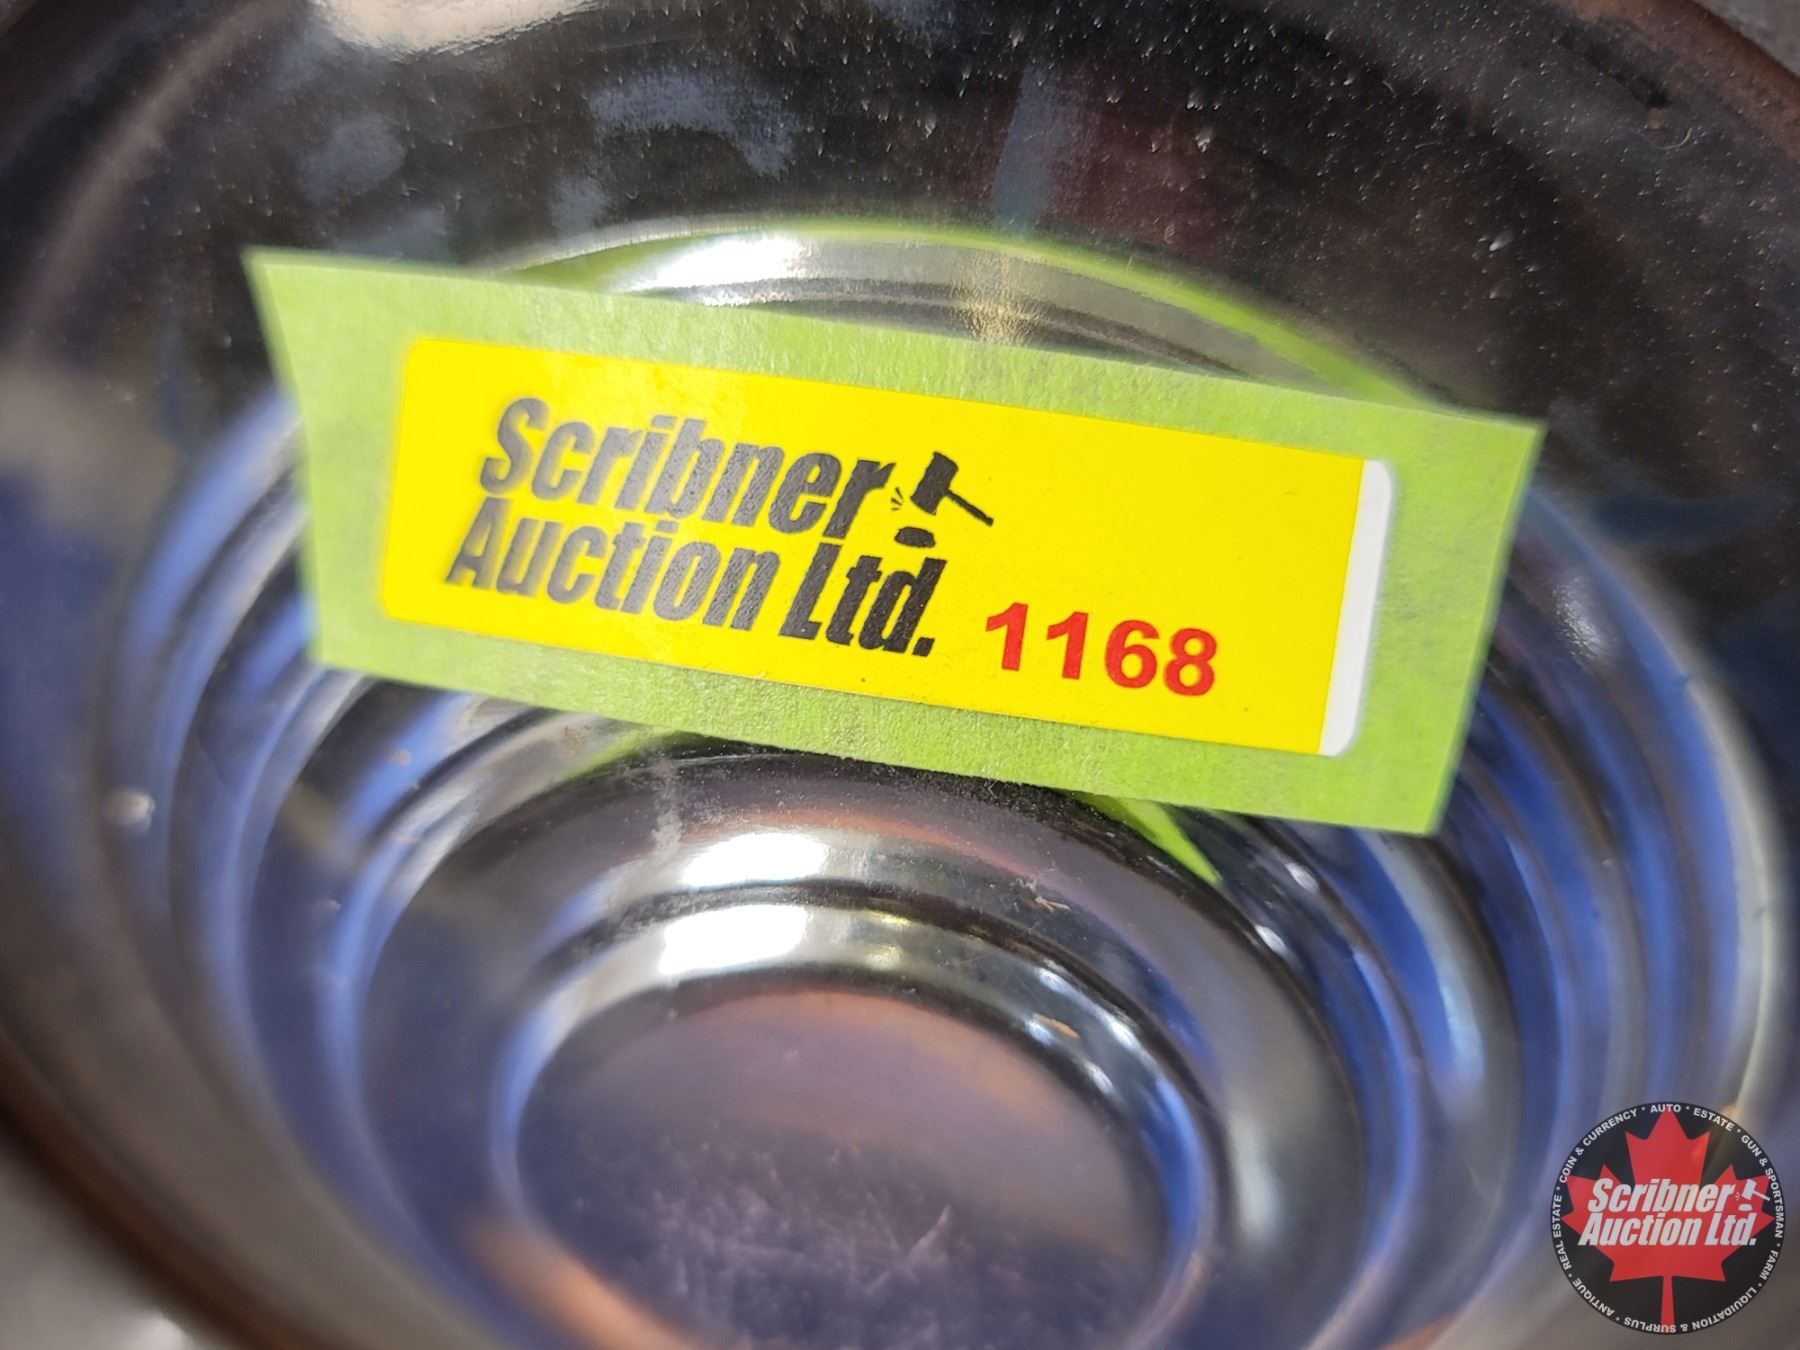 Scribner
Auction Ltd.
1168
COIN & CURRENCY * AUTO * ESTATE * GUN & SPORTSMAN * FARM * LIQUIDATION & SURPLUS * ANTIQUE * REAL ESTATE *
Scribner
Auction Ltd.